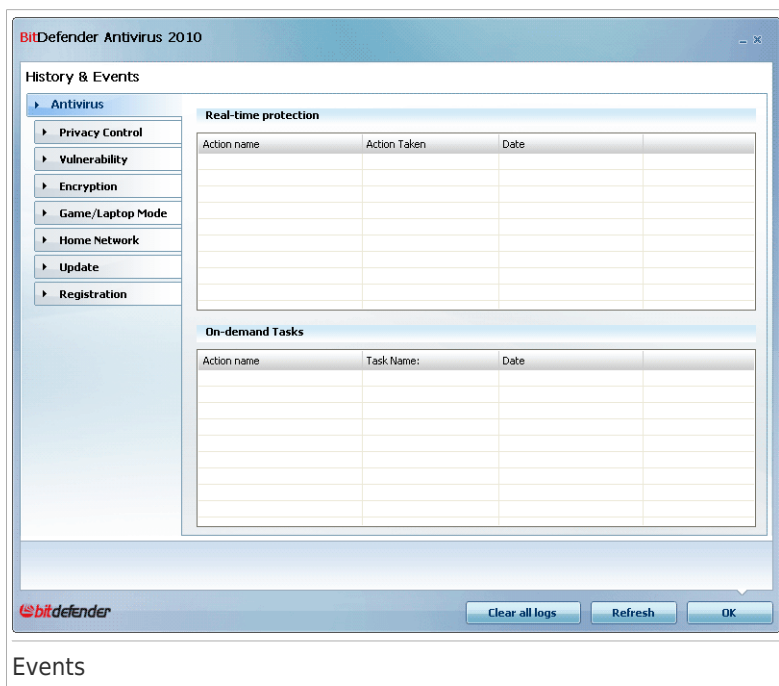 BitDefender Antivirus 2010
History & Events
Antivirus
Privacy Control
Vulnerability
Encryption
Game/Laptop Mode
Home Network
Update
Registration
Real-time protection
Action name Action Taken Date
On-demand Tasks
Action name Task Name: Date
bitdefender
Clear all logs Refresh OK
Events